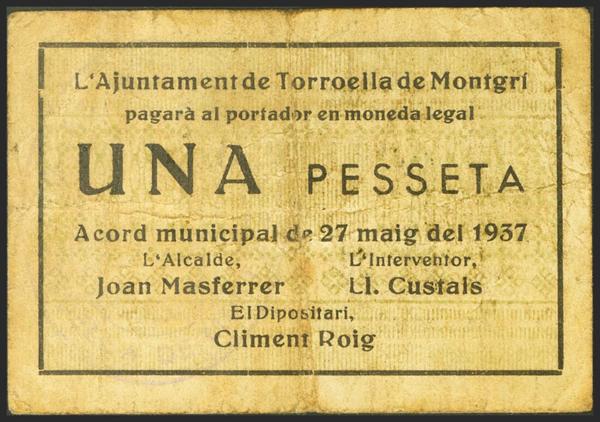 L'Ajuntament de Torroella de Montgrí
pagarà al portador en moneda legal
UNA PESSETA
Acord municipal de 27 maig del 1937
L'Alcalde, L'Interventor,
Joan Masferrer Ll. Custals
El Dipositari,
Climent Roig